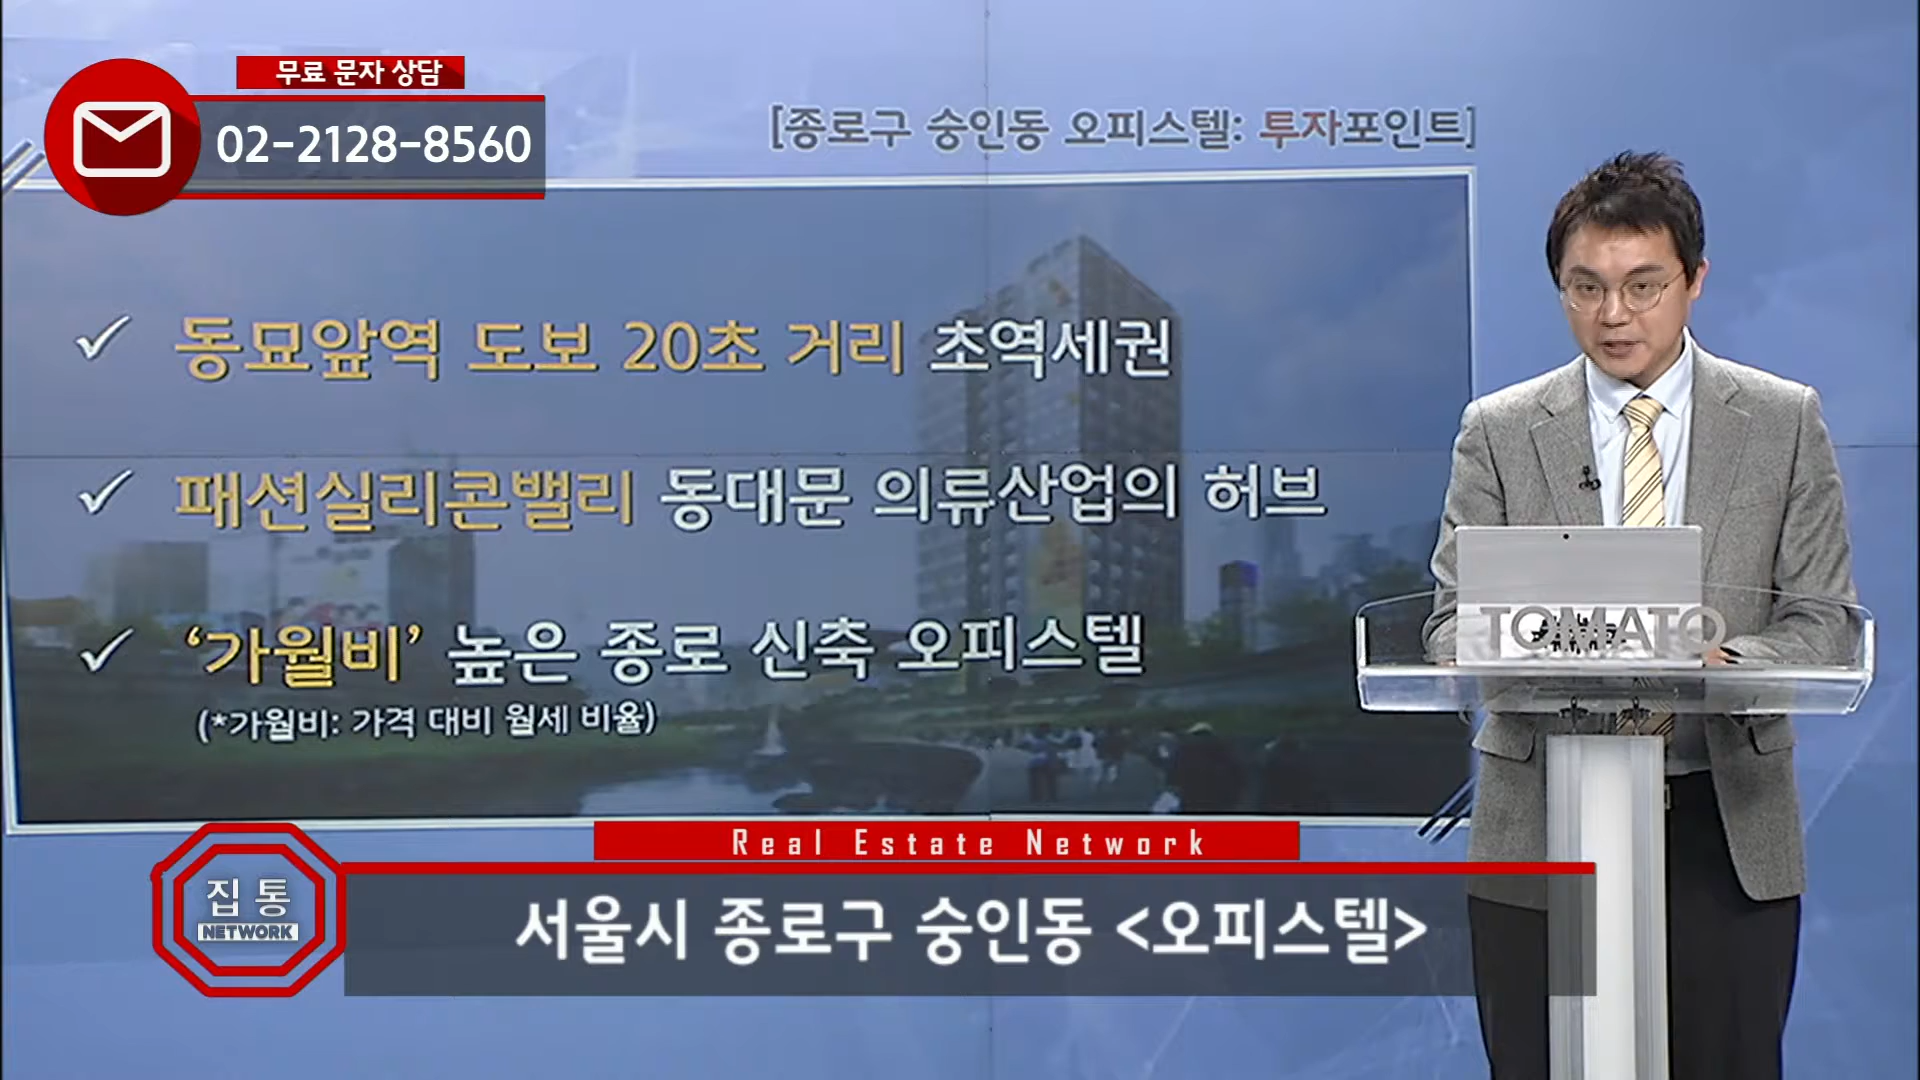 무료 문자 상담
02-2128-8560
[종로구 숭인동 오피스텔: 투자포인트]
✓ 동묘앞역 도보 20초 거리 초역세권
✓ 패션실리콘밸리 동대문 의류산업의 허브
✓ ‘가월비’ 높은 종로 신축 오피스텔
(*가월비: 가격 대비 월세 비율)
TOMATO
Real Estate Network
집통
NETWORK
서울시 종로구 숭인동 <오피스텔>